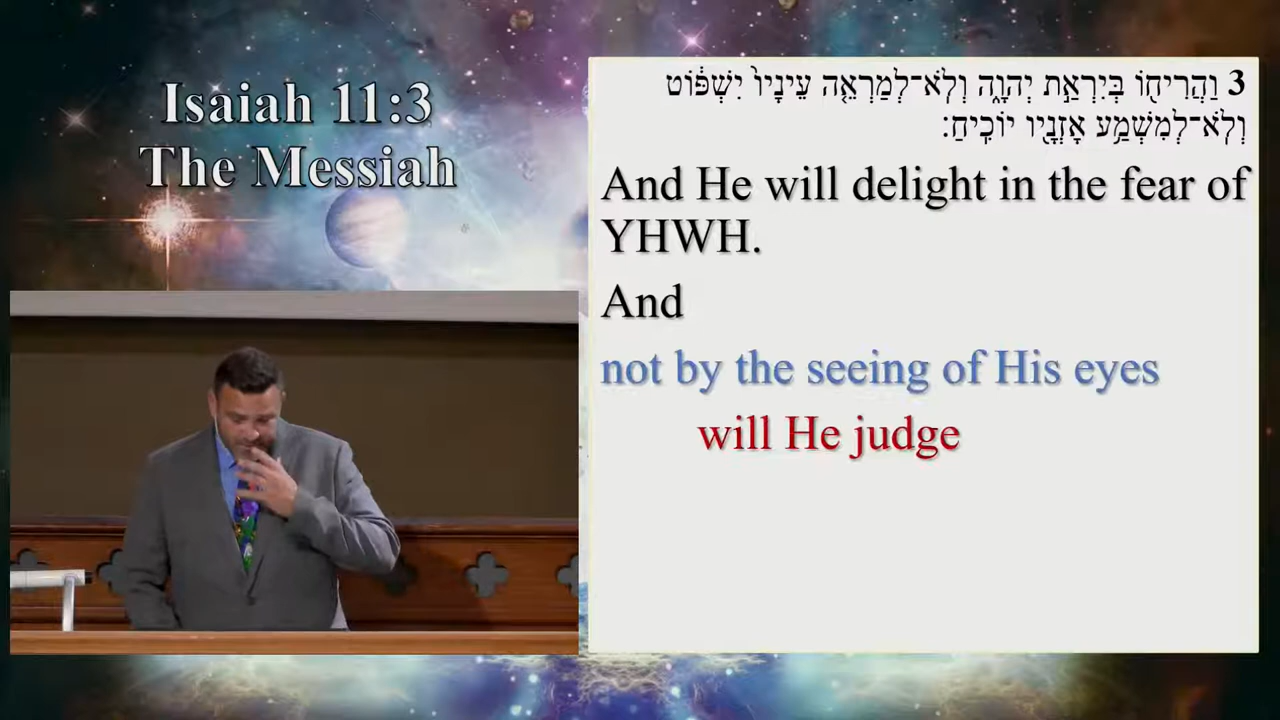 Isaiah 11:3
The Messiah
3 וַהֲרִיח֖וֹ בְּיִרְאַ֣ת יְהוָ֑ה וְלֹֽא־לְמַרְאֵ֤ה עֵינָיו֙ יִשְׁפּ֔וֹט
וְלֹֽא־לְמִשְׁמַ֥ע אָזְנָ֖יו יוֹכִֽיחַ׃
And He will delight in the fear of
YHWH.
And
not by the seeing of His eyes
will He judge